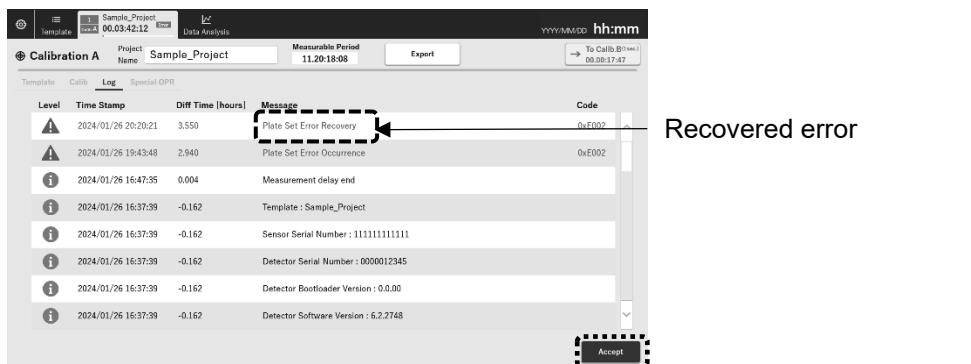 1 Sample_Project
Template 00.03:42:12 Error Data Analysis YYYY/MM/DD hh:mm
Calibration A Project Name Sample_Project Measurable Period 11.20:18:08 Export To Calib.B 00.00:17:47
Template Calib Log Special OPR
Level Time Stamp Diff Time [hours] Message Code
2024/01/26 20:20:21 3.550 Plate Set Error Recovery 0xE002
2024/01/26 19:43:48 2.940 Plate Set Error Occurrence 0xE002
2024/01/26 16:47:35 0.004 Measurement delay end
2024/01/26 16:37:39 -0.162 Template : Sample_Project
2024/01/26 16:37:39 -0.162 Sensor Serial Number : 111111111111
2024/01/26 16:37:39 -0.162 Detector Serial Number : 0000012345
2024/01/26 16:37:39 -0.162 Detector Bootloader Version : 0.0.00
2024/01/26 16:37:39 -0.162 Detector Software Version : 6.2.2748
Accept
Recovered error